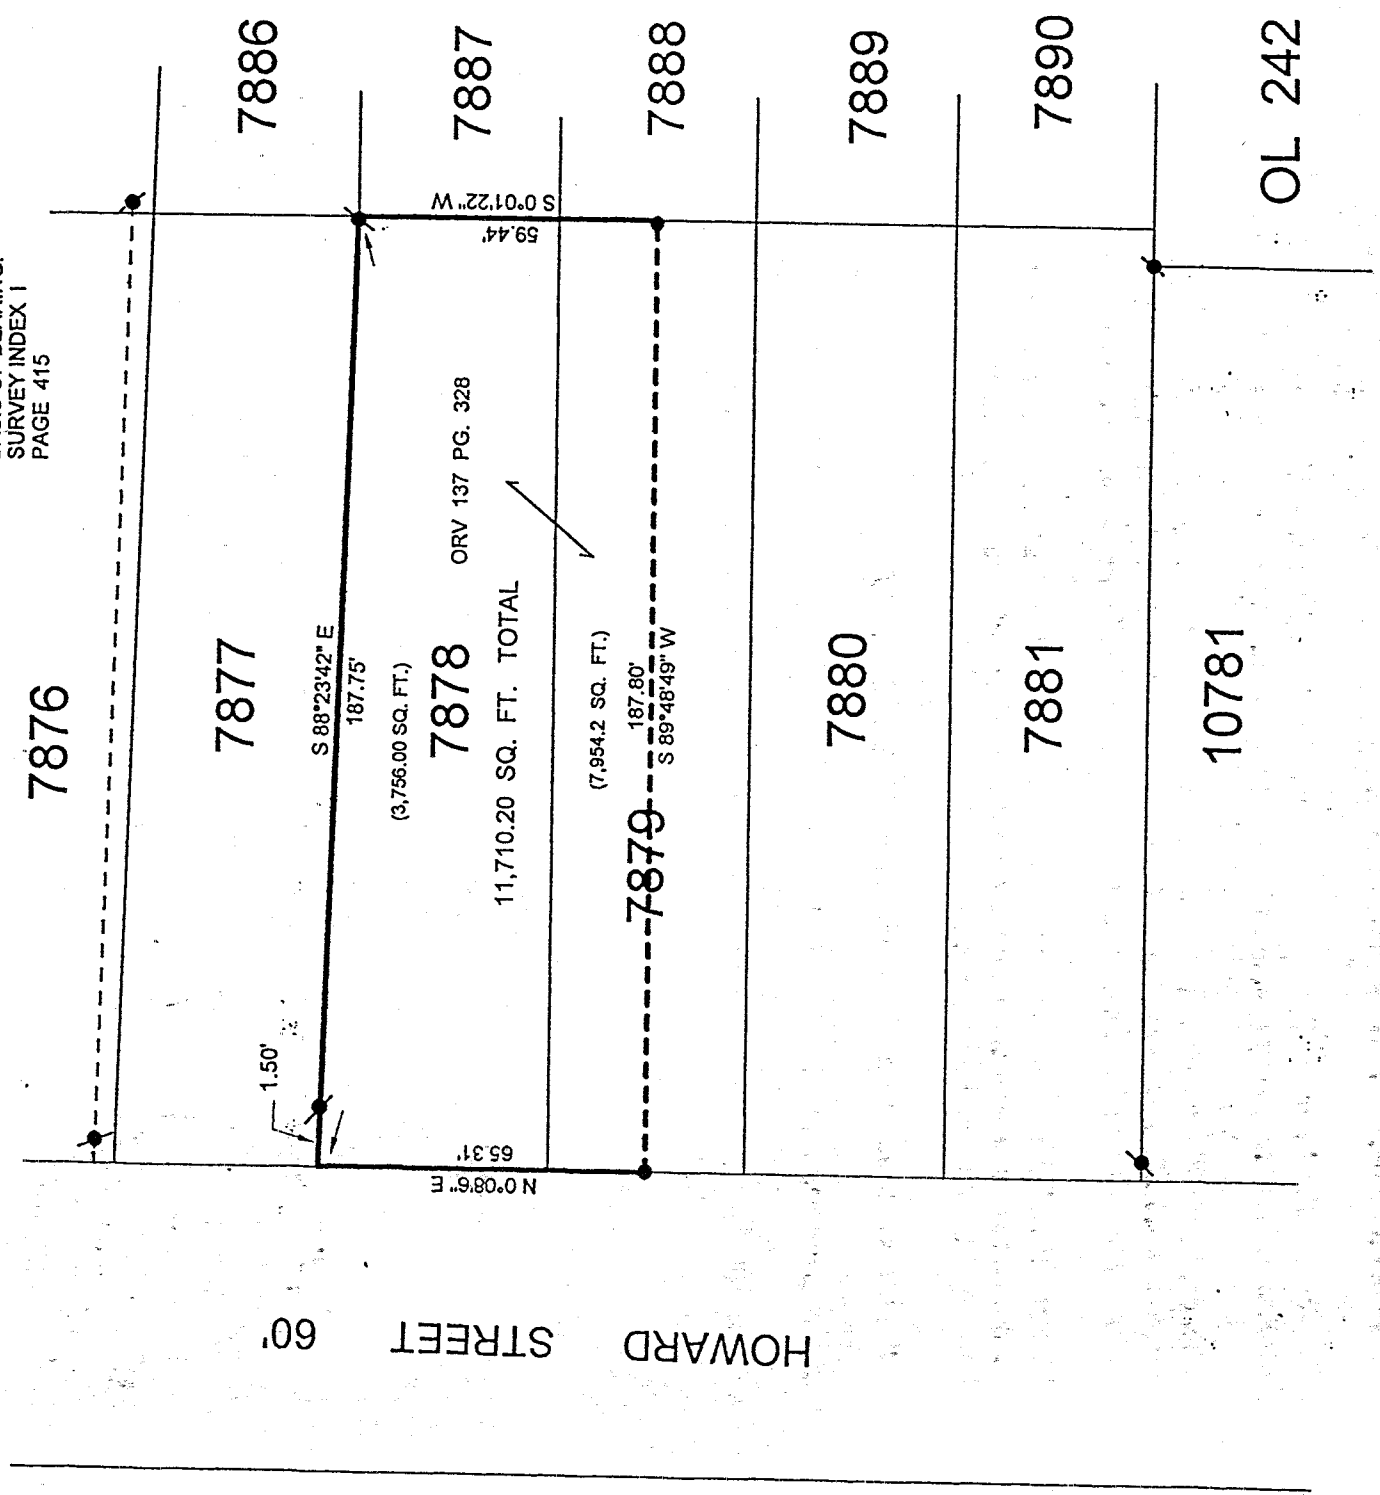 SURVEY INDEX 1
PAGE 415
7876
7877
7886
S 88°23'42" E
187.75'
1.50'
(3,756.00 SQ. FT.)
7878
ORV 137 PG. 328
11,710.20 SQ. FT. TOTAL
7887
S 0°01'22" W
59.44'
65.31'
N 0°08'6" E
(7,954.2 SQ. FT.)
187.80'
7879
S 89°48'49" W
7888
7880
7889
7881
7890
10781
OL 242
HOWARD STREET 60'